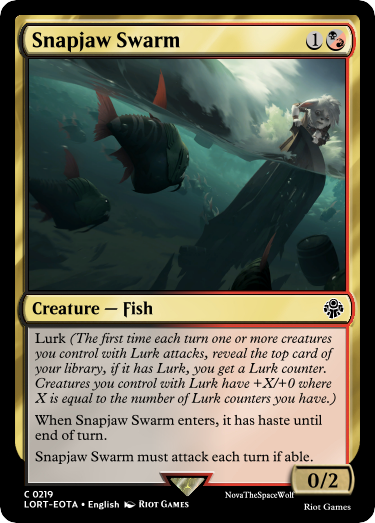 Snapjaw Swarm 1
Creature — Fish
Lurk (The first time each turn one or more creatures
you control with Lurk attacks, reveal the top card of
your library, if it has Lurk, you get a Lurk counter.
Creatures you control with Lurk have +X/+0 where
X is equal to the number of Lurk counters you have.)
When Snapjaw Swarm enters, it has haste until
end of turn.
Snapjaw Swarm must attack each turn if able.
0/2
C 0219 NovaTheSpaceWolf
LORT-EOTA • English Riot Games Riot Games